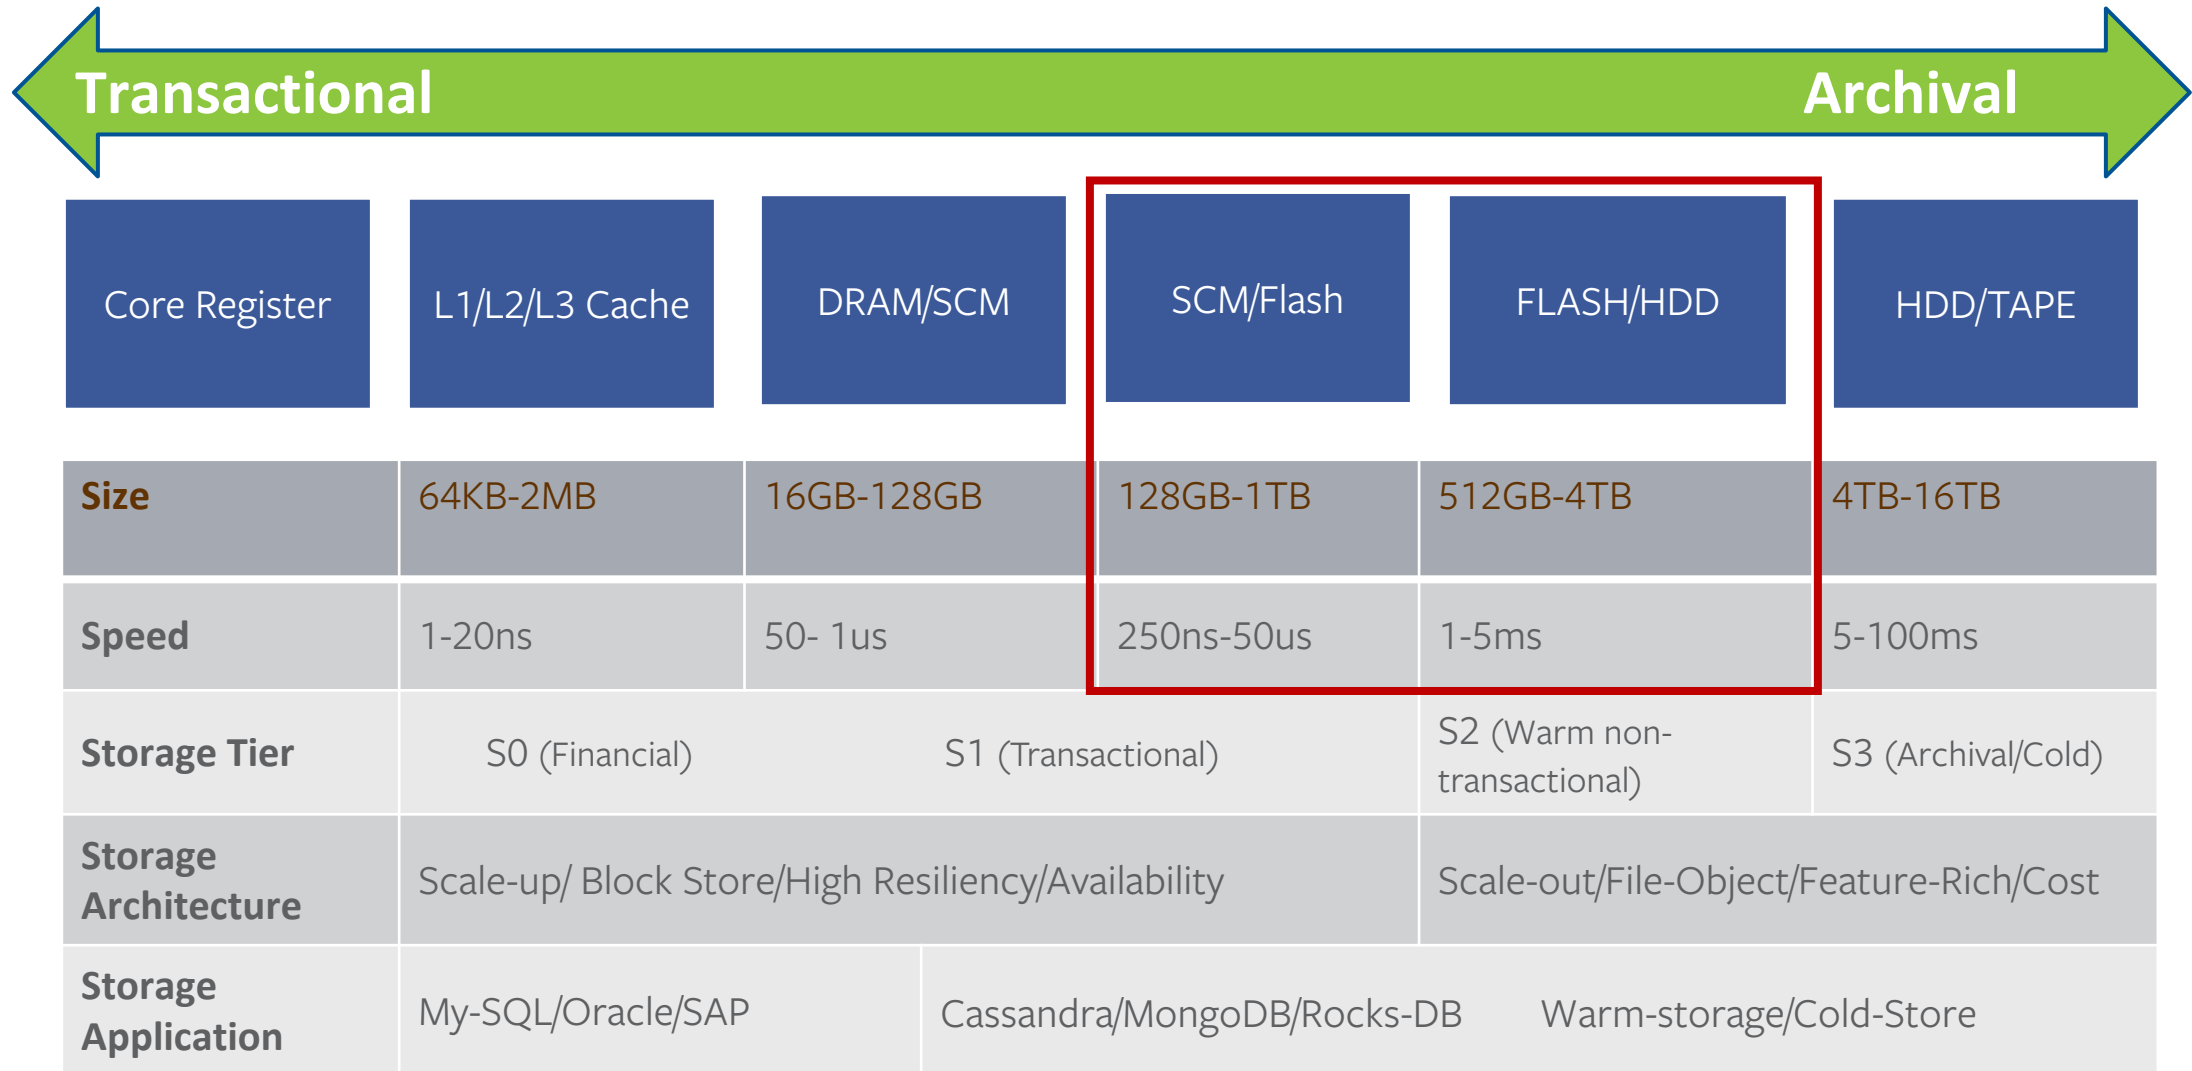 Transactional Archival
Core Register L1/L2/L3 Cache DRAM/SCM SCM/Flash FLASH/HDD HDD/TAPE
Size 64KB-2MB 16GB-128GB 128GB-1TB 512GB-4TB 4TB-16TB
Speed 1-20ns 50- 1us 250ns-50us 1-5ms 5-100ms
Storage Tier S0 (Financial) S1 (Transactional) S2 (Warm non-
transactional) S3 (Archival/Cold)
Storage
Architecture Scale-up/ Block Store/High Resiliency/Availability Scale-out/File-Object/Feature-Rich/Cost
Storage
Application My-SQL/Oracle/SAP Cassandra/MongoDB/Rocks-DB Warm-storage/Cold-Store